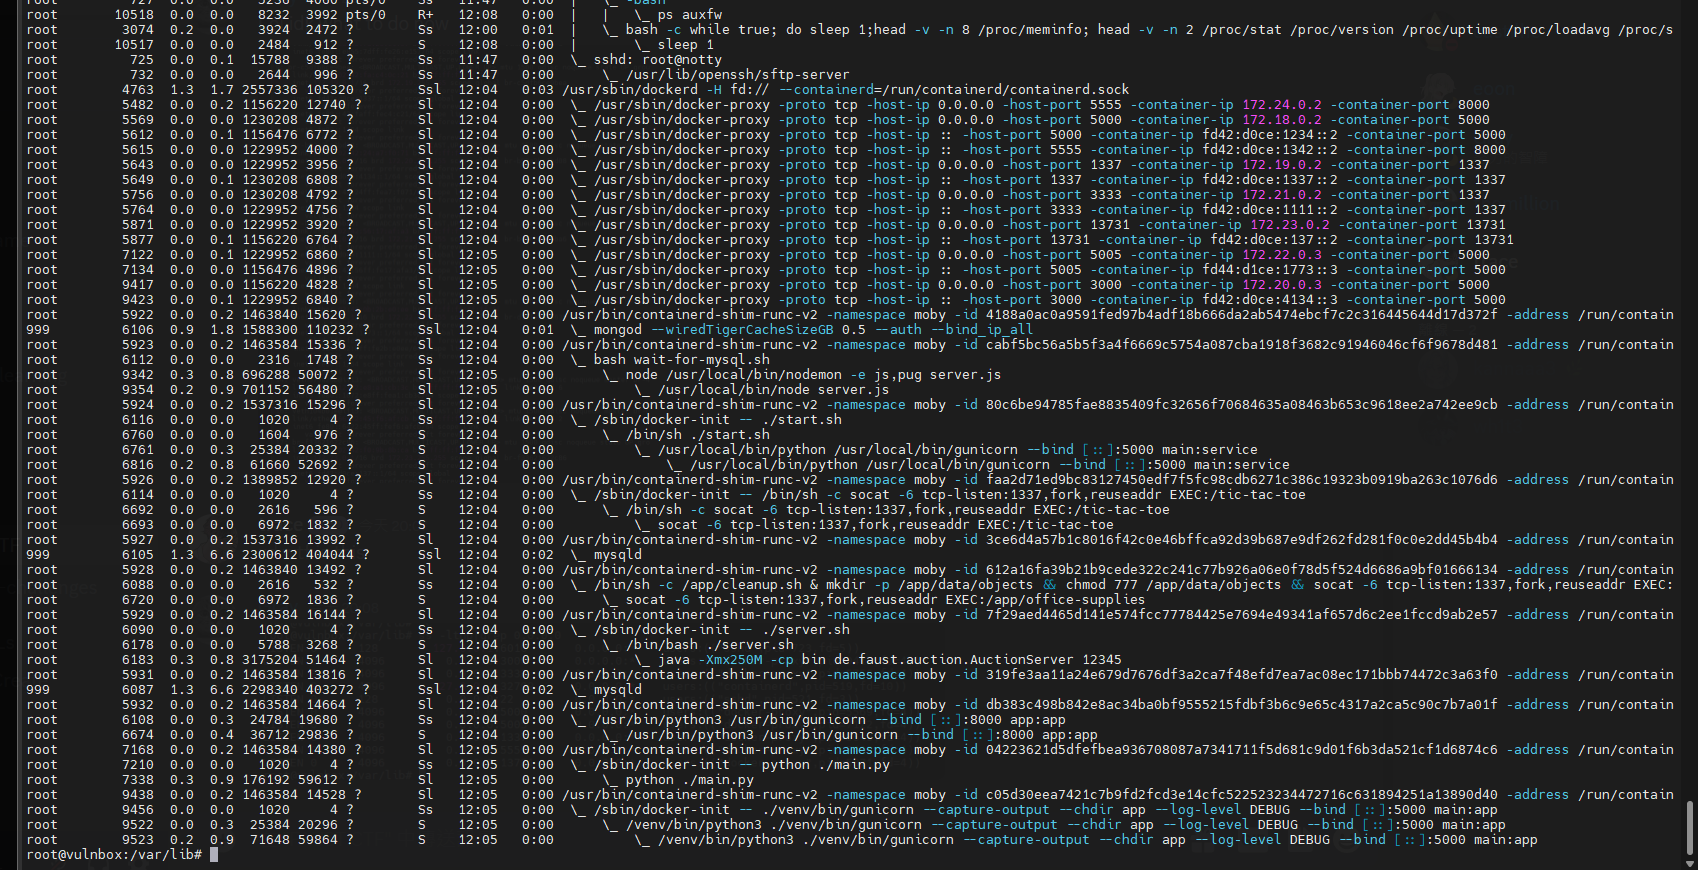 root 727 0.0 0.0 5236 4000 pts/0 Ss 11:47 0:00 | \_ -bash
root 10518 0.0 0.0 8232 3992 pts/0 R+ 12:08 0:00 | | \_ ps auxfw
root 3074 0.2 0.0 3924 2472 ? Ss 12:00 0:01 | \_ bash -c while true; do sleep 1;head -v -n 8 /proc/meminfo; head -v -n 2 /proc/stat /proc/version /proc/uptime /proc/loadavg /proc/s
root 10517 0.0 0.0 2484 912 ? S 12:08 0:00 | \_ sleep 1
root 725 0.0 0.1 15788 9388 ? Ss 11:47 0:00 \_ sshd: root@notty
root 732 0.0 0.0 2644 996 ? Ss 11:47 0:00 \_ /usr/lib/openssh/sftp-server
root 4763 1.3 1.7 2557336 105320 ? Ssl 12:04 0:03 /usr/sbin/dockerd -H fd:// --containerd=/run/containerd/containerd.sock
root 5482 0.0 0.2 1156220 12740 ? Sl 12:04 0:00 \_ /usr/sbin/docker-proxy -proto tcp -host-ip 0.0.0.0 -host-port 5555 -container-ip 172.24.0.2 -container-port 8000
root 5569 0.0 0.0 1230208 4872 ? Sl 12:04 0:00 \_ /usr/sbin/docker-proxy -proto tcp -host-ip 0.0.0.0 -host-port 5000 -container-ip 172.18.0.2 -container-port 5000
root 5612 0.0 0.1 1156476 6772 ? Sl 12:04 0:00 \_ /usr/sbin/docker-proxy -proto tcp -host-ip :: -host-port 5000 -container-ip fd42:d0ce:1234::2 -container-port 5000
root 5615 0.0 0.0 1229952 4000 ? Sl 12:04 0:00 \_ /usr/sbin/docker-proxy -proto tcp -host-ip :: -host-port 5555 -container-ip fd42:d0ce:1342::2 -container-port 8000
root 5643 0.0 0.0 1229952 3956 ? Sl 12:04 0:00 \_ /usr/sbin/docker-proxy -proto tcp -host-ip 0.0.0.0 -host-port 1337 -container-ip 172.19.0.2 -container-port 1337
root 5649 0.0 0.1 1230208 6808 ? Sl 12:04 0:00 \_ /usr/sbin/docker-proxy -proto tcp -host-ip :: -host-port 1337 -container-ip fd42:d0ce:1337::2 -container-port 1337
root 5756 0.0 0.0 1230208 4792 ? Sl 12:04 0:00 \_ /usr/sbin/docker-proxy -proto tcp -host-ip 0.0.0.0 -host-port 3333 -container-ip 172.21.0.2 -container-port 1337
root 5764 0.0 0.0 1229952 4756 ? Sl 12:04 0:00 \_ /usr/sbin/docker-proxy -proto tcp -host-ip :: -host-port 3333 -container-ip fd42:d0ce:1111::2 -container-port 1337
root 5871 0.0 0.0 1229952 3920 ? Sl 12:04 0:00 \_ /usr/sbin/docker-proxy -proto tcp -host-ip 0.0.0.0 -host-port 13731 -container-ip 172.23.0.2 -container-port 13731
root 5877 0.0 0.1 1156220 6764 ? Sl 12:04 0:00 \_ /usr/sbin/docker-proxy -proto tcp -host-ip :: -host-port 13731 -container-ip fd42:d0ce:137::2 -container-port 13731
root 7122 0.0 0.1 1229952 6860 ? Sl 12:05 0:00 \_ /usr/sbin/docker-proxy -proto tcp -host-ip 0.0.0.0 -host-port 5005 -container-ip 172.22.0.3 -container-port 5000
root 7134 0.0 0.0 1156476 4896 ? Sl 12:05 0:00 \_ /usr/sbin/docker-proxy -proto tcp -host-ip :: -host-port 5005 -container-ip fd44:d1ce:1773::3 -container-port 5000
root 9417 0.0 0.0 1156220 4828 ? Sl 12:05 0:00 \_ /usr/sbin/docker-proxy -proto tcp -host-ip 0.0.0.0 -host-port 3000 -container-ip 172.20.0.3 -container-port 5000
root 9423 0.0 0.1 1229952 6840 ? Sl 12:05 0:00 \_ /usr/sbin/docker-proxy -proto tcp -host-ip :: -host-port 3000 -container-ip fd42:d0ce:4134::3 -container-port 5000
root 5922 0.0 0.2 1463840 15620 ? Sl 12:04 0:00 /usr/bin/containerd-shim-runc-v2 -namespace moby -id 4188a0ac0a9591fed97b4adf18b666da2ab5474ebcf7c2c316445644d17d372f -address /run/contain
999 6106 0.9 1.8 1588300 110232 ? Ssl 12:04 0:01 \_ mongod --wiredTigerCacheSizeGB 0.5 --auth --bind_ip_all
root 5923 0.0 0.2 1463584 15336 ? Sl 12:04 0:00 /usr/bin/containerd-shim-runc-v2 -namespace moby -id cabf5bc56a5b5f3a4f6669c5754a087cba1918f3682c91946046cf6f9678d481 -address /run/contain
root 6112 0.0 0.0 2316 1748 ? Ss 12:04 0:00 \_ bash wait-for-mysql.sh
root 9342 0.3 0.8 696288 50072 ? Sl 12:05 0:00 \_ node /usr/local/bin/nodemon -e js,pug server.js
root 9354 0.2 0.9 701152 56480 ? Sl 12:05 0:00 \_ /usr/local/bin/node server.js
root 5924 0.0 0.2 1537316 15296 ? Sl 12:04 0:00 /usr/bin/containerd-shim-runc-v2 -namespace moby -id 80c6be94785fae8835409fc32656f70684635a08463b653c9618ee2a742ee9cb -address /run/contain
root 6116 0.0 0.0 1020 4 ? Ss 12:04 0:00 \_ /sbin/docker-init -- ./start.sh
root 6760 0.0 0.0 1604 976 ? S 12:04 0:00 \_ /bin/sh ./start.sh
root 6761 0.0 0.3 25384 20332 ? S 12:04 0:00 \_ /usr/local/bin/python /usr/local/bin/gunicorn --bind [::]:5000 main:service
root 6816 0.2 0.8 61660 52692 ? S 12:04 0:00 \_ /usr/local/bin/python /usr/local/bin/gunicorn --bind [::]:5000 main:service
root 5926 0.0 0.2 1389852 12920 ? Sl 12:04 0:00 /usr/bin/containerd-shim-runc-v2 -namespace moby -id faa2d71ed9bc83127450edf7f5fc98cdb6271c386c19323b0919ba263c1076d6 -address /run/contain
root 6114 0.0 0.0 1020 4 ? Ss 12:04 0:00 \_ /sbin/docker-init -- /bin/sh -c socat -6 tcp-listen:1337,fork,reuseaddr EXEC:/tic-tac-toe
root 6692 0.0 0.0 2616 596 ? S 12:04 0:00 \_ /bin/sh -c socat -6 tcp-listen:1337,fork,reuseaddr EXEC:/tic-tac-toe
root 6693 0.0 0.0 6972 1832 ? S 12:04 0:00 \_ socat -6 tcp-listen:1337,fork,reuseaddr EXEC:/tic-tac-toe
root 5927 0.0 0.2 1537316 13992 ? Sl 12:04 0:00 /usr/bin/containerd-shim-runc-v2 -namespace moby -id 3ce6d4a57b1c8016f42c0e46bffca92d39b687e9df262fd281f0c0e2dd45b4b4 -address /run/contain
999 6105 1.3 6.6 2300612 404044 ? Ssl 12:04 0:02 \_ mysqld
root 5928 0.0 0.2 1463840 13492 ? Sl 12:04 0:00 /usr/bin/containerd-shim-runc-v2 -namespace moby -id 612a16fa39b21b9cede322c241c77b926a06e0f78d5f524d6686a9bf01666134 -address /run/contain
root 6088 0.0 0.0 2616 532 ? Ss 12:04 0:00 \_ /bin/sh -c /app/cleanup.sh & mkdir -p /app/data/objects && chmod 777 /app/data/objects && socat -6 tcp-listen:1337,fork,reuseaddr EXEC:
root 6720 0.0 0.0 6972 1836 ? S 12:04 0:00 \_ socat -6 tcp-listen:1337,fork,reuseaddr EXEC:/app/office-supplies
root 5929 0.0 0.2 1463584 16144 ? Sl 12:04 0:00 /usr/bin/containerd-shim-runc-v2 -namespace moby -id 7f29aed4465d141e574fcc77784425e7694e49341af657d6c2ee1fccd9ab2e57 -address /run/contain
root 6090 0.0 0.0 1020 4 ? Ss 12:04 0:00 \_ /sbin/docker-init -- ./server.sh
root 6178 0.0 0.0 5788 3268 ? S 12:04 0:00 \_ /bin/bash ./server.sh
root 6183 0.3 0.8 3175204 51464 ? Sl 12:04 0:00 \_ java -Xmx250M -cp bin de.faust.auction.AuctionServer 12345
root 5931 0.0 0.2 1463584 13816 ? Sl 12:04 0:00 /usr/bin/containerd-shim-runc-v2 -namespace moby -id 319fe3aa11a24e679d7676df3a2ca7f48efd7ea7ac08ec171bbb74472c3a63f0 -address /run/contain
999 6087 1.3 6.6 2298340 403272 ? Ssl 12:04 0:02 \_ mysqld
root 5932 0.0 0.2 1463584 14664 ? Sl 12:04 0:00 /usr/bin/containerd-shim-runc-v2 -namespace moby -id db383c498b842e8ac34ba0bf9555215fdbf3b6c9e65c4317a2ca5c90c7b7a01f -address /run/contain
root 6108 0.0 0.3 24784 19680 ? Ss 12:04 0:00 \_ /usr/bin/python3 /usr/bin/gunicorn --bind [::]:8000 app:app
root 6674 0.0 0.4 36712 29836 ? S 12:04 0:00 \_ /usr/bin/python3 /usr/bin/gunicorn --bind [::]:8000 app:app
root 7168 0.0 0.2 1463584 14380 ? Sl 12:05 0:00 /usr/bin/containerd-shim-runc-v2 -namespace moby -id 04223621d5dfefbea936708087a7341711f5d681c9d01f6b3da521cf1d6874c6 -address /run/contain
root 7210 0.0 0.0 1020 4 ? Ss 12:05 0:00 \_ /sbin/docker-init -- python ./main.py
root 7338 0.3 0.9 176192 59612 ? Sl 12:05 0:00 \_ python ./main.py
root 9438 0.0 0.2 1463584 14528 ? Sl 12:05 0:00 /usr/bin/containerd-shim-runc-v2 -namespace moby -id c05d30eea7421c7b9fd2fcd3e14cfc522523234472716c631894251a13890d40 -address /run/contain
root 9456 0.0 0.0 1020 4 ? Ss 12:05 0:00 \_ /sbin/docker-init -- ./venv/bin/gunicorn --capture-output --chdir app --log-level DEBUG --bind [::]:5000 main:app
root 9522 0.0 0.3 25384 20296 ? S 12:05 0:00 \_ /venv/bin/python3 ./venv/bin/gunicorn --capture-output --chdir app --log-level DEBUG --bind [::]:5000 main:app
root 9523 0.2 0.9 71648 59864 ? S 12:05 0:00 \_ /venv/bin/python3 ./venv/bin/gunicorn --capture-output --chdir app --log-level DEBUG --bind [::]:5000 main:app
root@vulnbox:/var/lib#